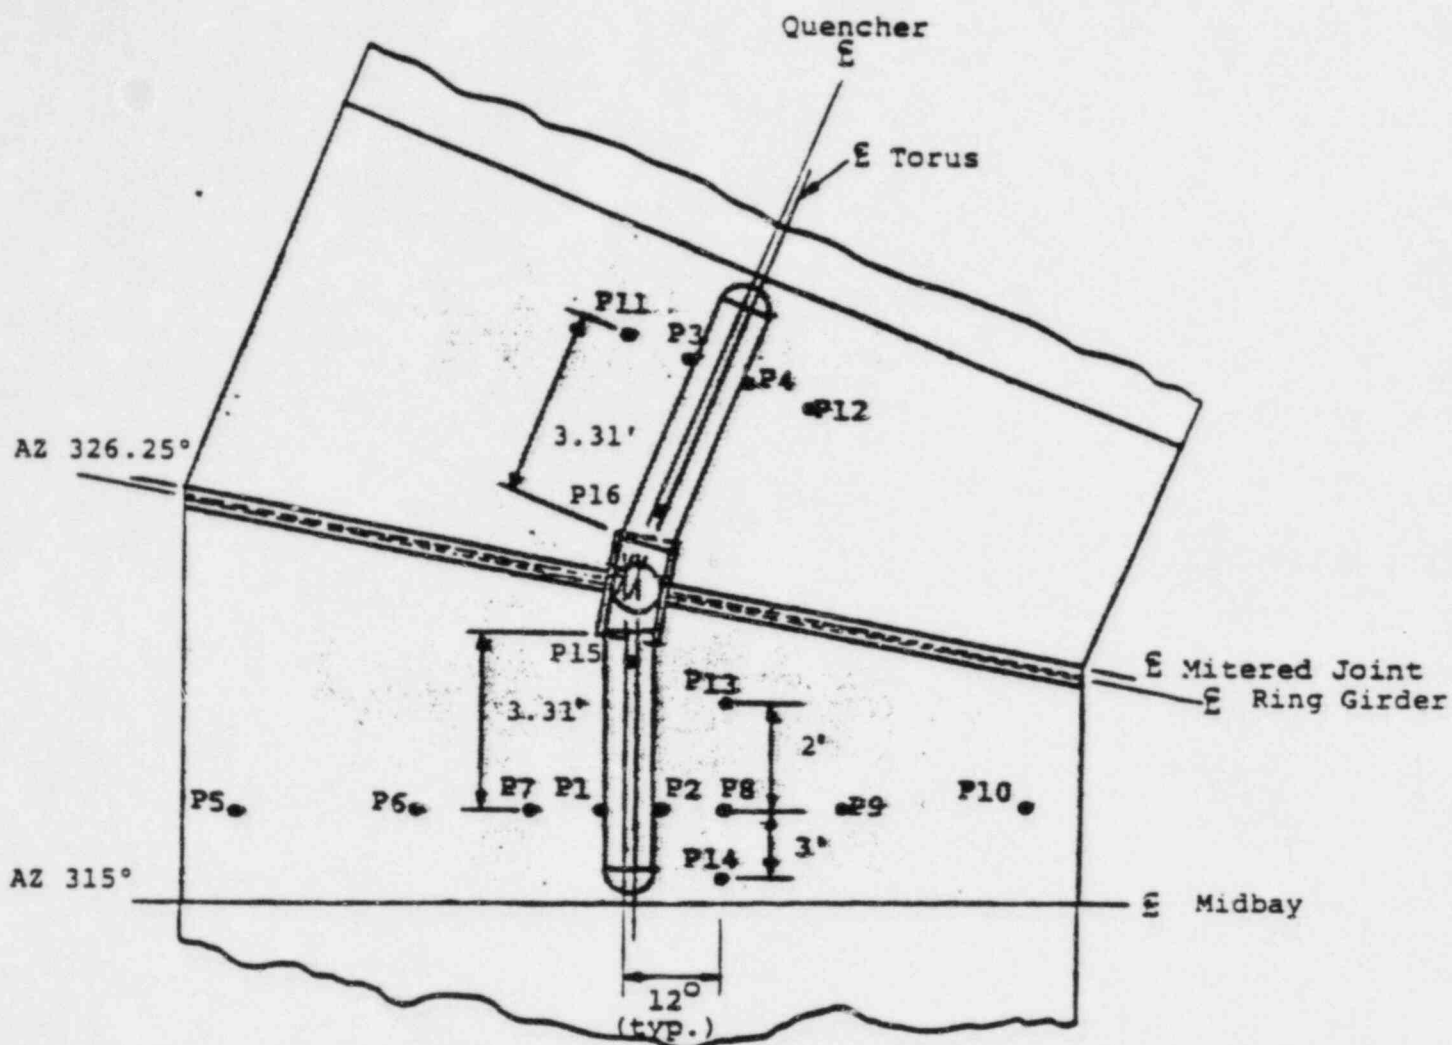 Quencher
℄
℄ Torus
P11
P3
P4
P12
3.31'
AZ 326.25°
P16
P15
℄ Mitered Joint
℄ Ring Girder
P13
3.31'
2'
P5
P6
P7
P1
P2
P8
P9
P10
P14
3'
AZ 315°
℄ Midbay
12°
(typ.)